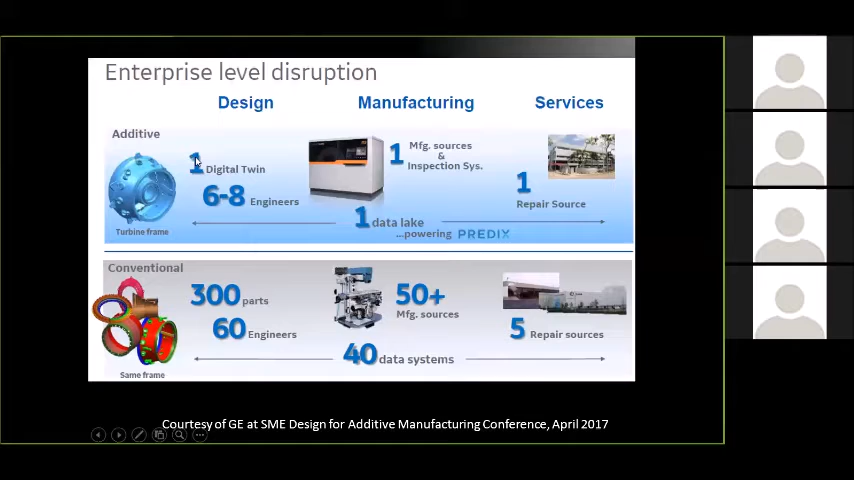 Enterprise level disruption
Design Manufacturing Services
Additive
1 Digital Twin
6-8 Engineers
Turbine frame
1 Mfg. sources
&
Inspection Sys.
1
Repair Source
1 data lake
...powering PREDIX
Conventional
300 parts
60 Engineers
Same frame
50+
Mfg. sources
40 data systems
5 Repair sources
Courtesy of GE at SME Design for Additive Manufacturing Conference, April 2017